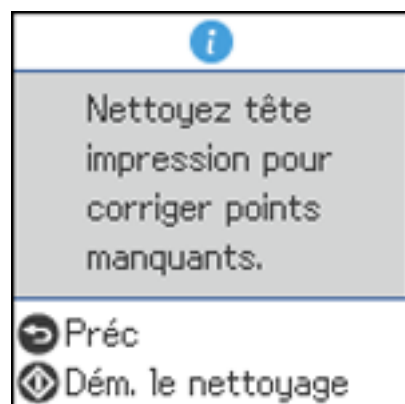 Nettoyez tête
impression pour
corriger points
manquants.
Préc
Dém. le nettoyage